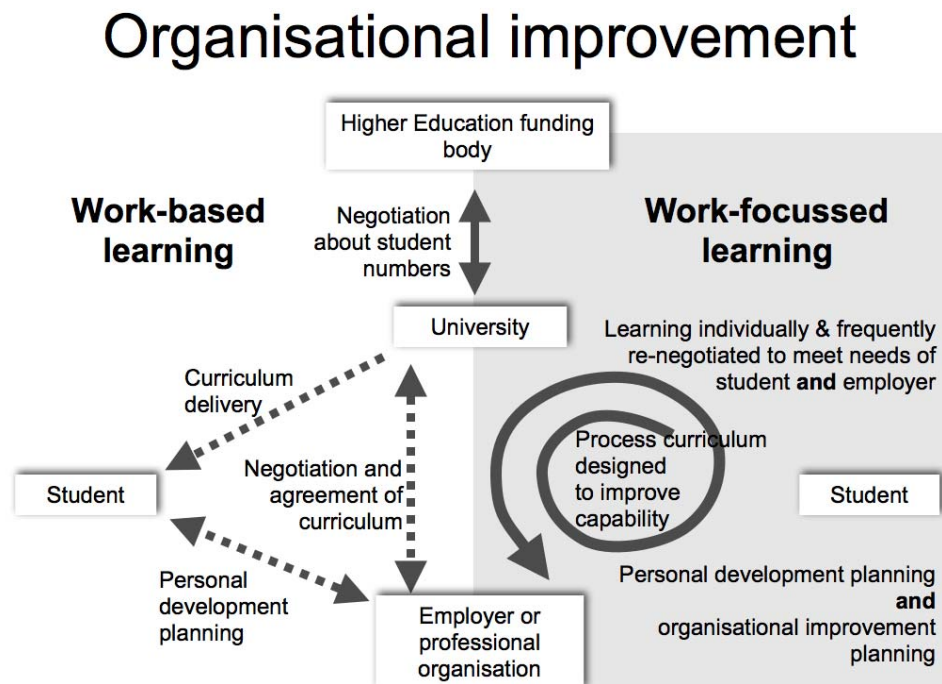 Organisational improvement
Higher Education funding
body
Work-based
learning
Negotiation
about student
numbers
Work-focussed
learning
University
Learning individually & frequently
re-negotiated to meet needs of
student and employer
Curriculum
delivery
Process curriculum
designed
to improve
capability
Negotiation and
agreement of
curriculum
Student
Student
Personal
development
planning
Employer or
professional
organisation
Personal development planning
and
organisational improvement
planning